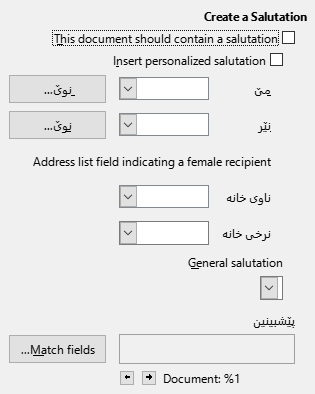 Create a Salutation
This document should contain a salutation
Insert personalized salutation
مێ
نوێ...
نێر
نوێ...
Address list field indicating a female recipient
ناوی خانە
نرخی خانە
General salutation
پێشبینین
Match fields...
Document: %1